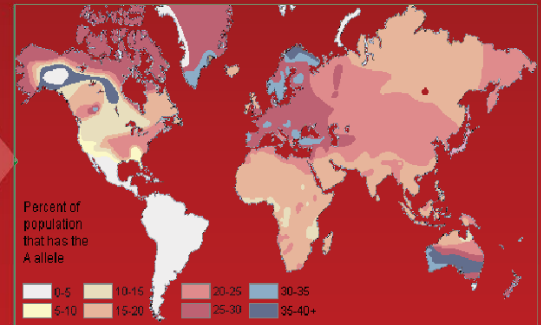 Percent of
population
that has the
A allele
0-5 10-15 20-25 30-35
5-10 15-20 25-30 35-40+